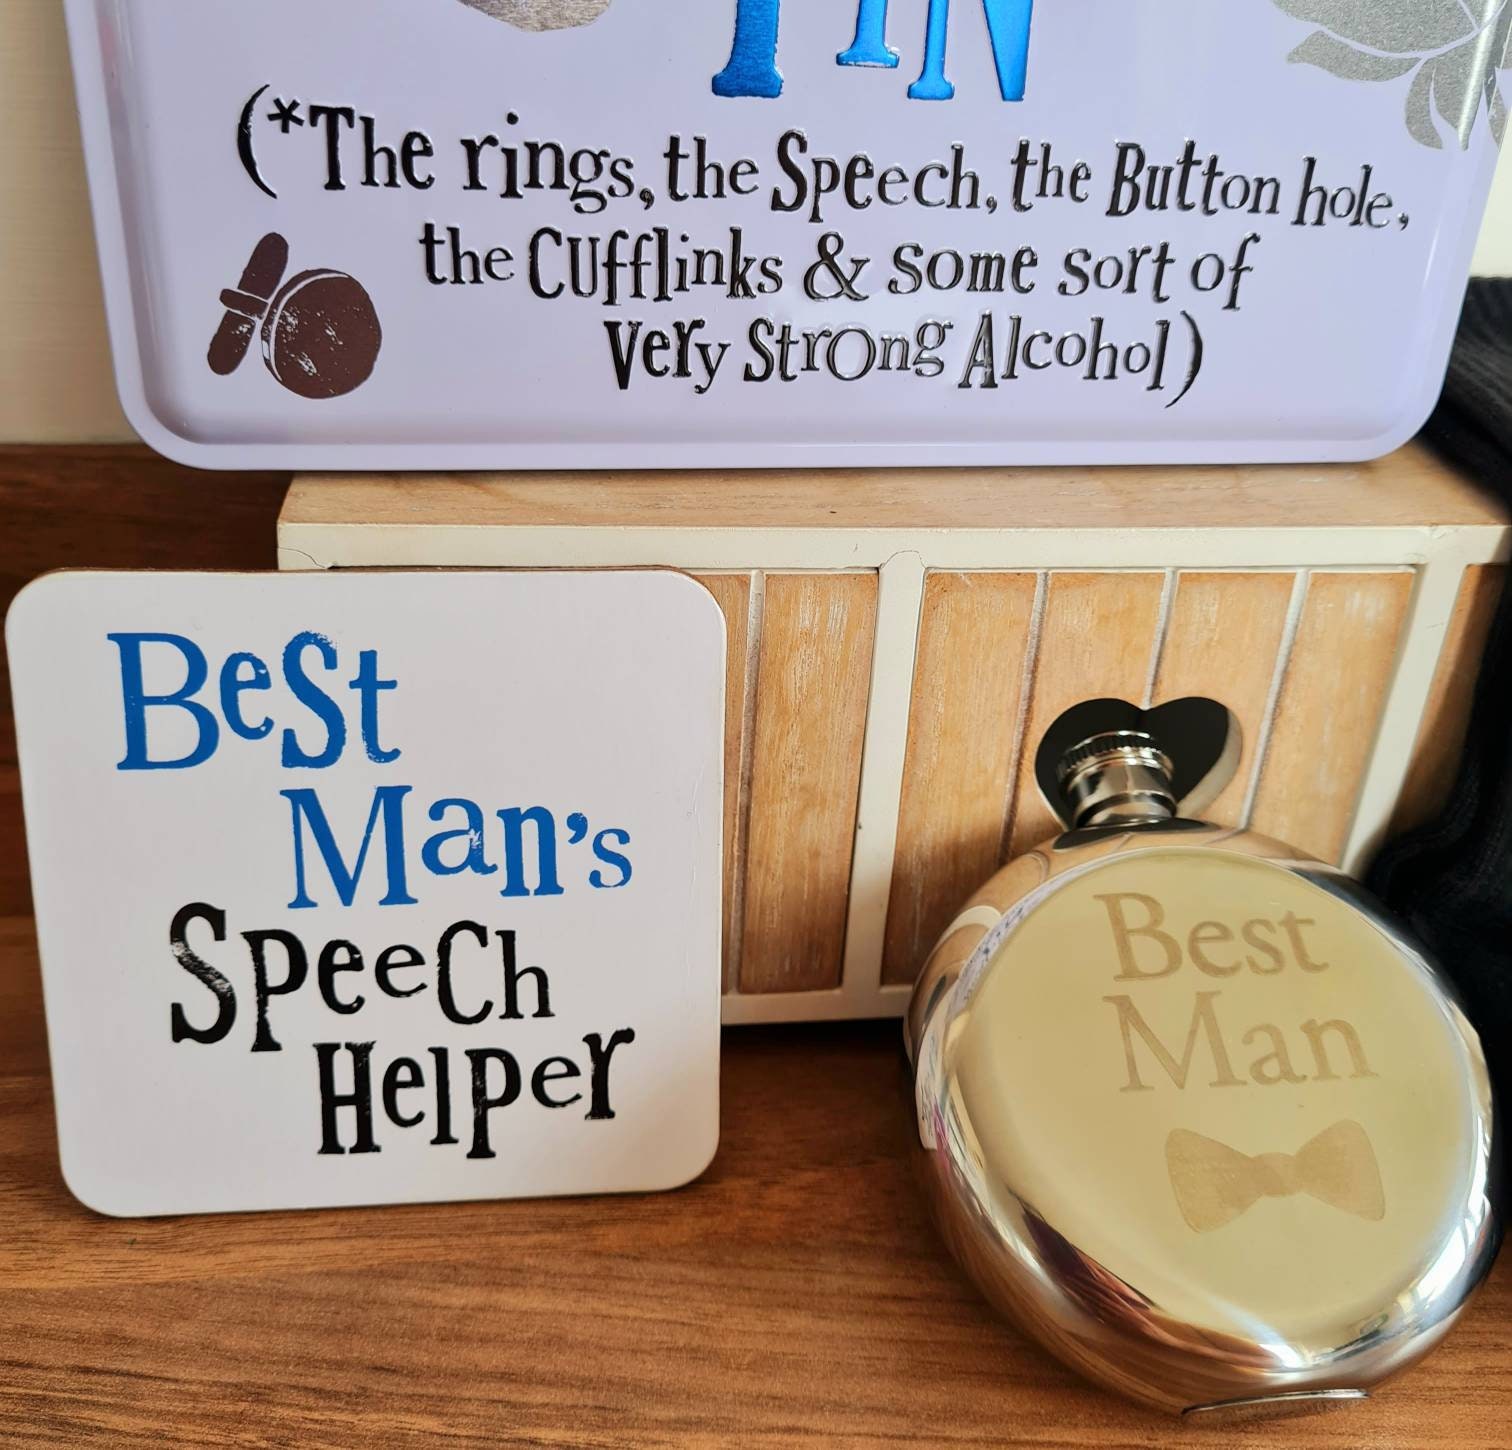 TIN
(*The rings, the Speech, the Button hole,
the Cufflinks & some sort of
very Strong Alcohol)
Best
Man's
Speech
Helper
Best
Man